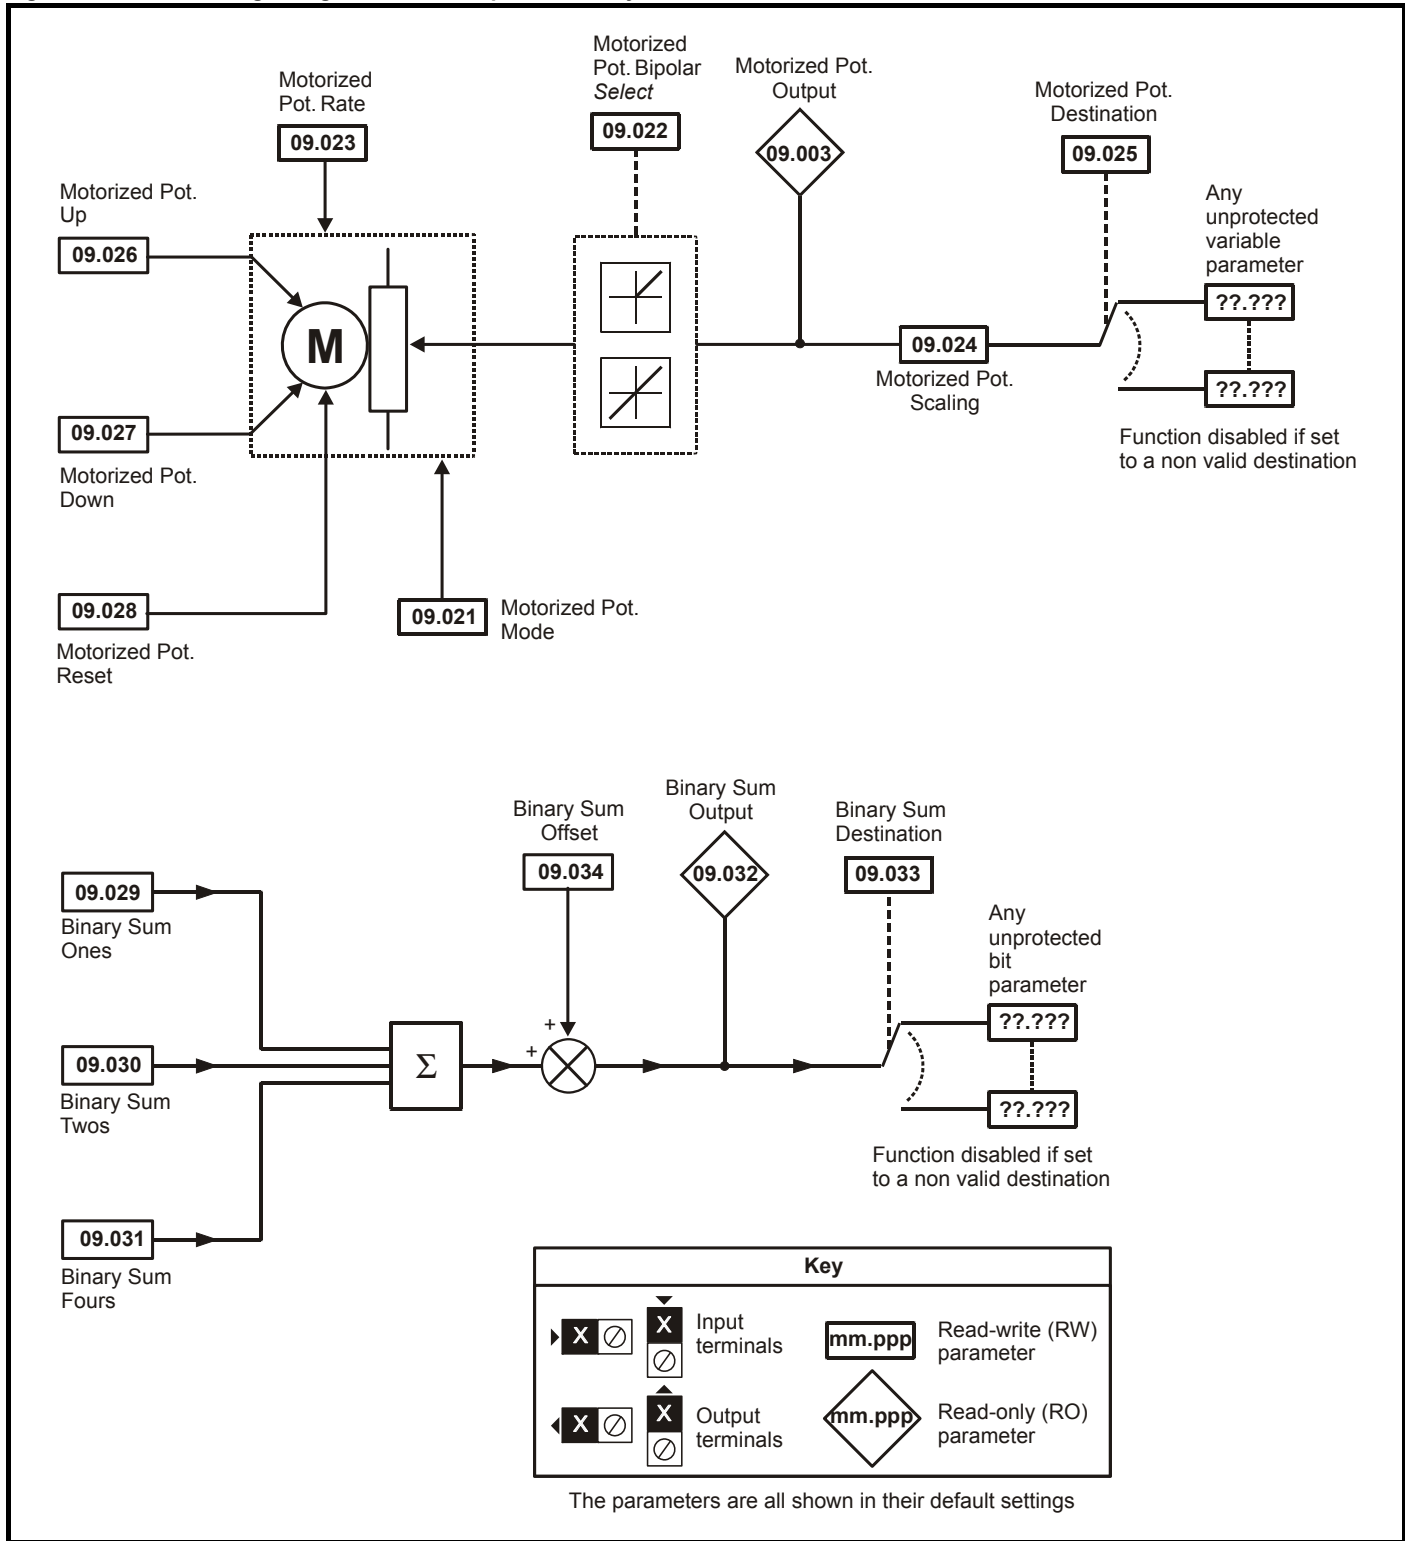 Motorized
Pot. Rate
09.023
Motorized
Pot. Bipolar
Select
09.022
Motorized Pot.
Output
09.003
Motorized Pot.
Destination
09.025
Motorized Pot.
Up
09.026
Any
unprotected
variable
parameter
??.???
??.???
M
09.024
Motorized Pot.
Scaling
09.027
Motorized Pot.
Down
Function disabled if set
to a non valid destination
09.028
Motorized Pot.
Reset
09.021
Motorized Pot.
Mode
Binary Sum
Offset
09.034
Binary Sum
Output
09.032
Binary Sum
Destination
09.033
09.029
Binary Sum
Ones
Any
unprotected
bit
parameter
??.???
??.???
09.030
Binary Sum
Twos
Σ
+
+
Function disabled if set
to a non valid destination
09.031
Binary Sum
Fours
Key
X
X
Input
terminals
mm.ppp
Read-write (RW)
parameter
X
X
Output
terminals
mm.ppp
Read-only (RO)
parameter
The parameters are all shown in their default settings